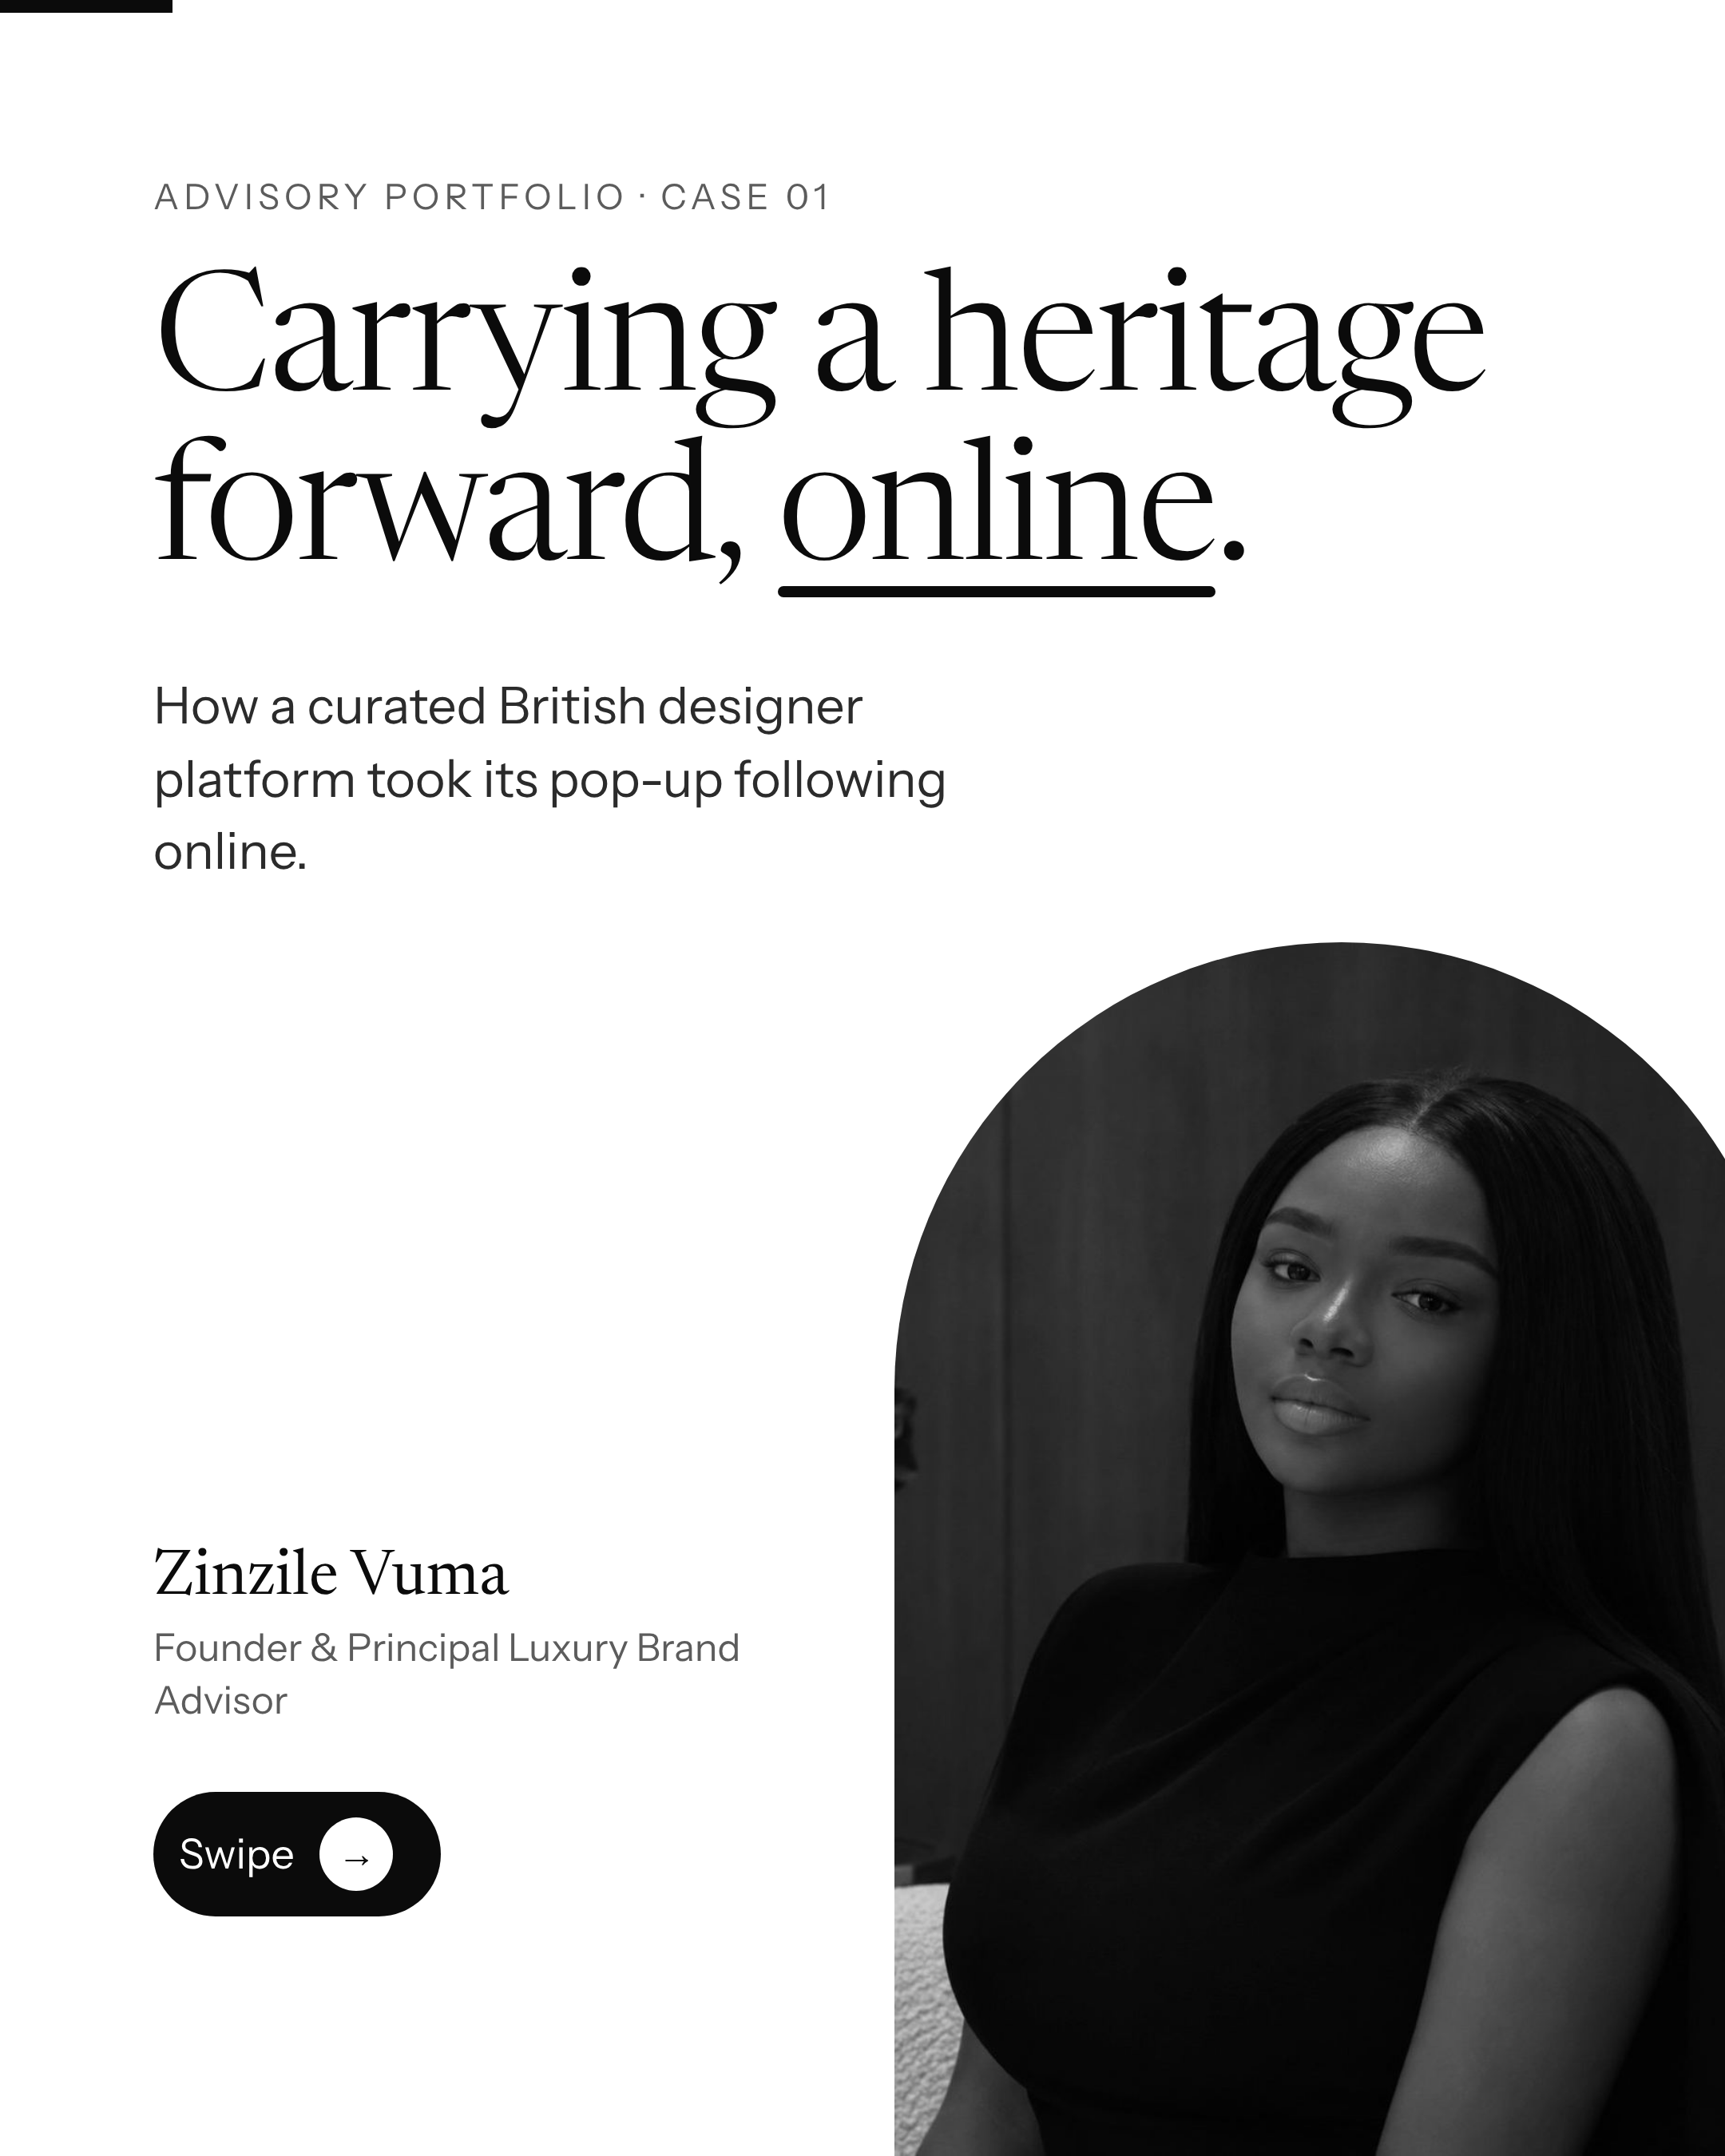 ADVISORY PORTFOLIO · CASE 01
Carrying a heritage
forward, online.
How a curated British designer
platform took its pop-up following
online.
Zinzile Vuma
Founder & Principal Luxury Brand
Advisor
Swipe →